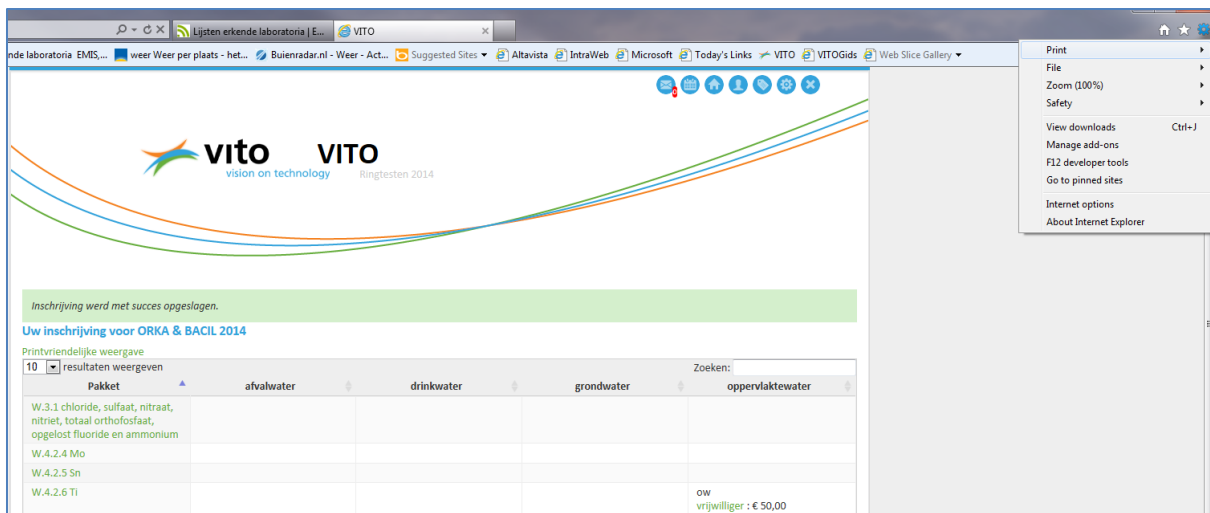 Lijsten erkende laboratoria | E...
VITO
×
nde laboratoria EMIS,... weer Weer per plaats - het... Buienradar.nl - Weer - Act... Suggested Sites Altavista IntraWeb Microsoft Today's Links VITO VITOGids Web Slice Gallery
Print
File
Zoom (100%)
Safety
View downloads Ctrl+J
Manage add-ons
F12 developer tools
Go to pinned sites
Internet options
About Internet Explorer
0
vito
vision on technology
VITO
Ringtesten 2014
Inschrijving werd met succes opgeslagen.
Uw inschrijving voor ORKA & BACIL 2014
Printvriendelijke weergave
10 resultaten weergeven Zoeken:
Pakket afvalwater drinkwater grondwater oppervlaktewater
W.3.1 chloride, sulfaat, nitraat,
nitriet, totaal orthofosfaat,
opgelost fluoride en ammonium
W.4.2.4 Mo
W.4.2.5 Sn
W.4.2.6 Ti ow
vrijwilliger : € 50,00